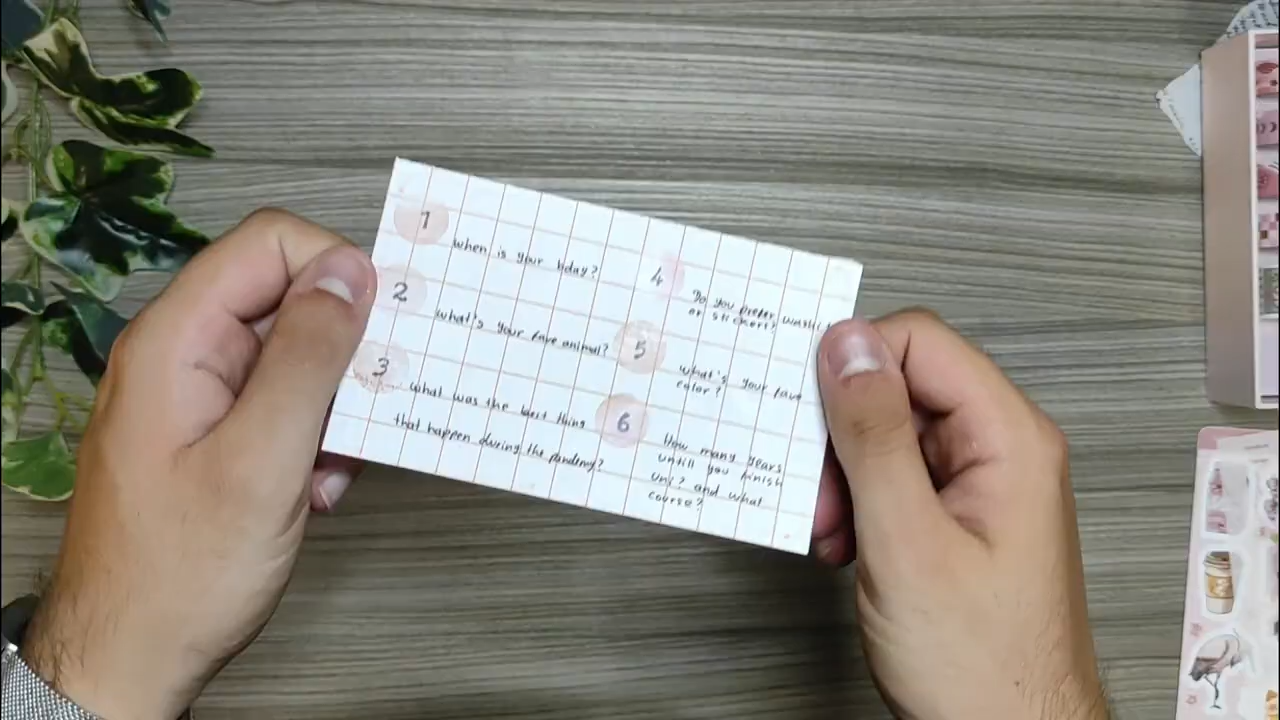 1
when is your bday?
2
what's your fave animal?
3
what was the best thing
that happen during the pandemy?
4
Do you prefer washi
or stickers?
5
what's your fave
color?
6
How many years
untill you finish
uni? and what
course?